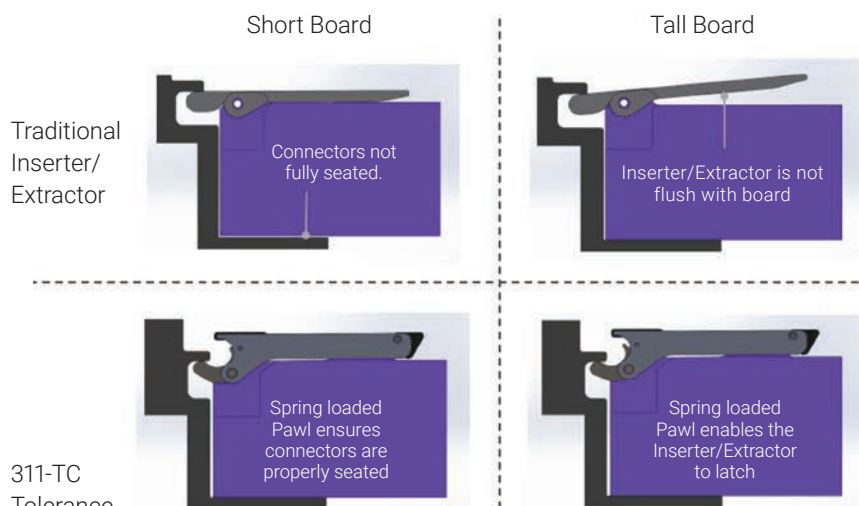 Short Board
Tall Board
Traditional
Inserter/
Extractor
Connectors not
fully seated.
Inserter/Extractor is not
flush with board
Spring loaded
Pawl ensures
connectors are
properly seated
Spring loaded
Pawl enables the
Inserter/Extractor
to latch
311-TC
Tolerance